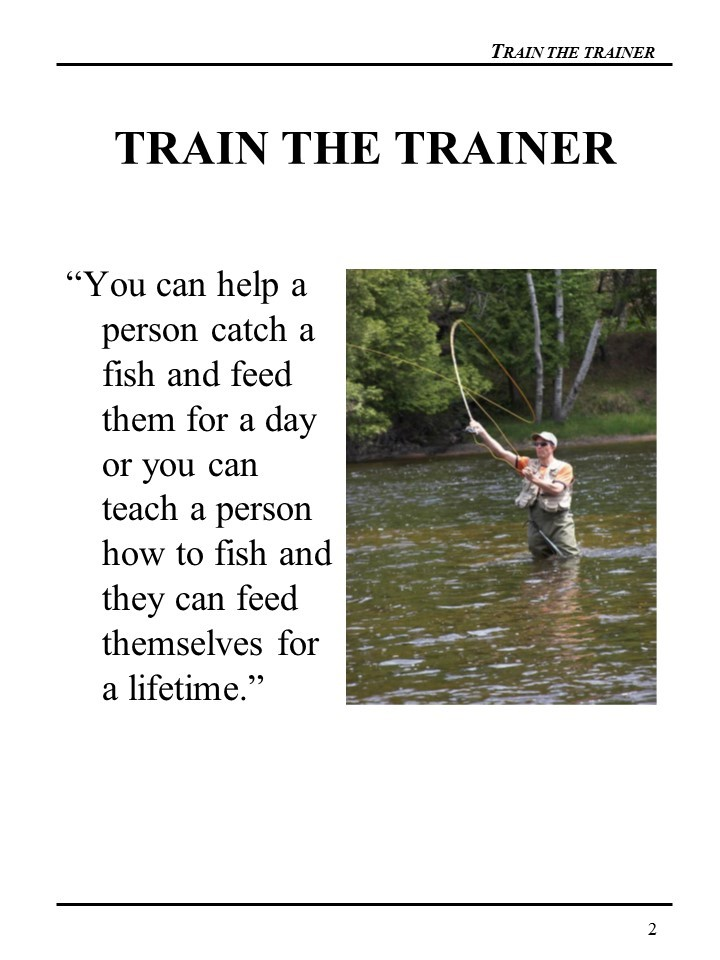 TRAIN THE TRAINER
TRAIN THE TRAINER
“You can help a
person catch a
fish and feed
them for a day
or you can
teach a person
how to fish and
they can feed
themselves for
a lifetime.”
2